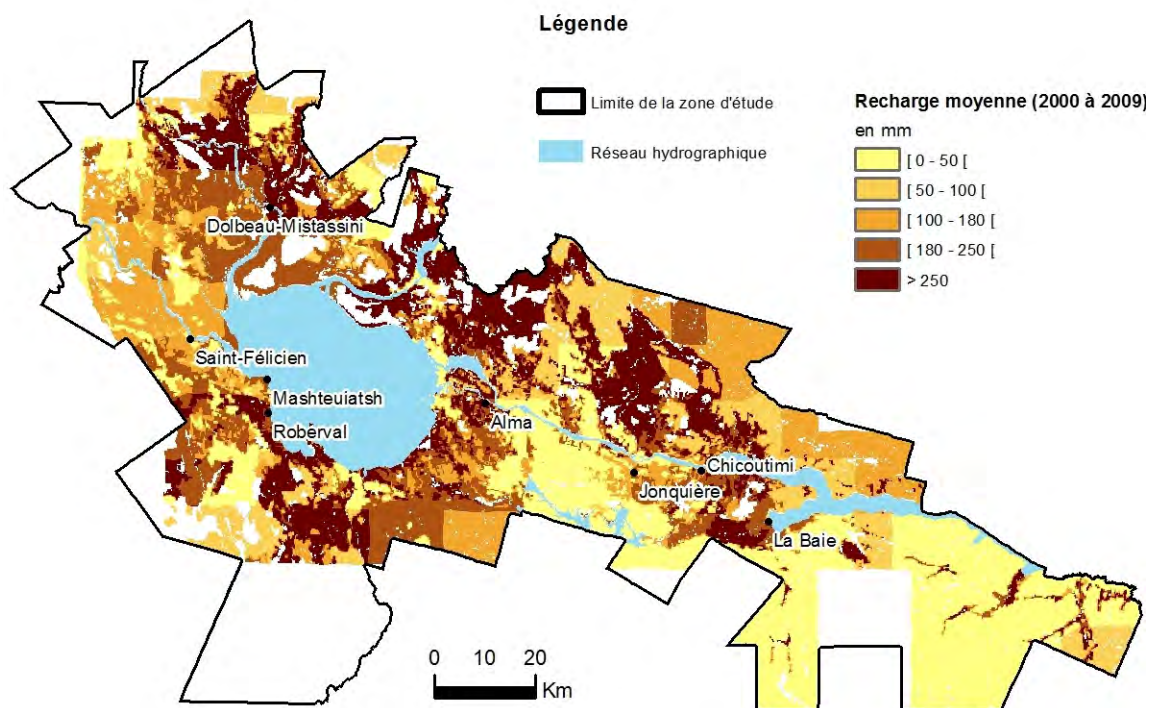 Légende
Limite de la zone d'étude
Réseau hydrographique
Recharge moyenne (2000 à 2009)
en mm
[ 0 - 50 [
[ 50 - 100 [
[ 100 - 180 [
[ 180 - 250 [
> 250
Dolbeau-Mistassini
Saint-Félicien
Mashteuiatsh
Roberval
Alma
Chicoutimi
Jonquière
La Baie
0 10 20
Km